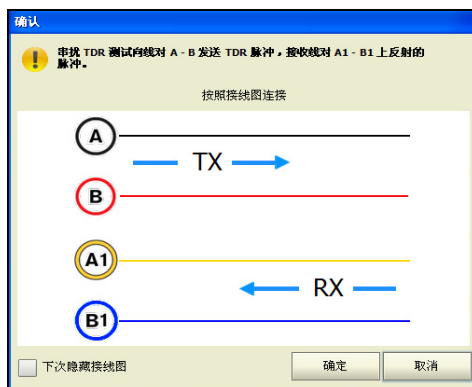 确认
串扰 TDR 测试向线对 A - B 发送 TDR 脉冲，接收线对 A1 - B1 上反射的
脉冲。
按照接线图连接
A
TX
B
A1
RX
B1
下次隐藏接线图
确定
取消